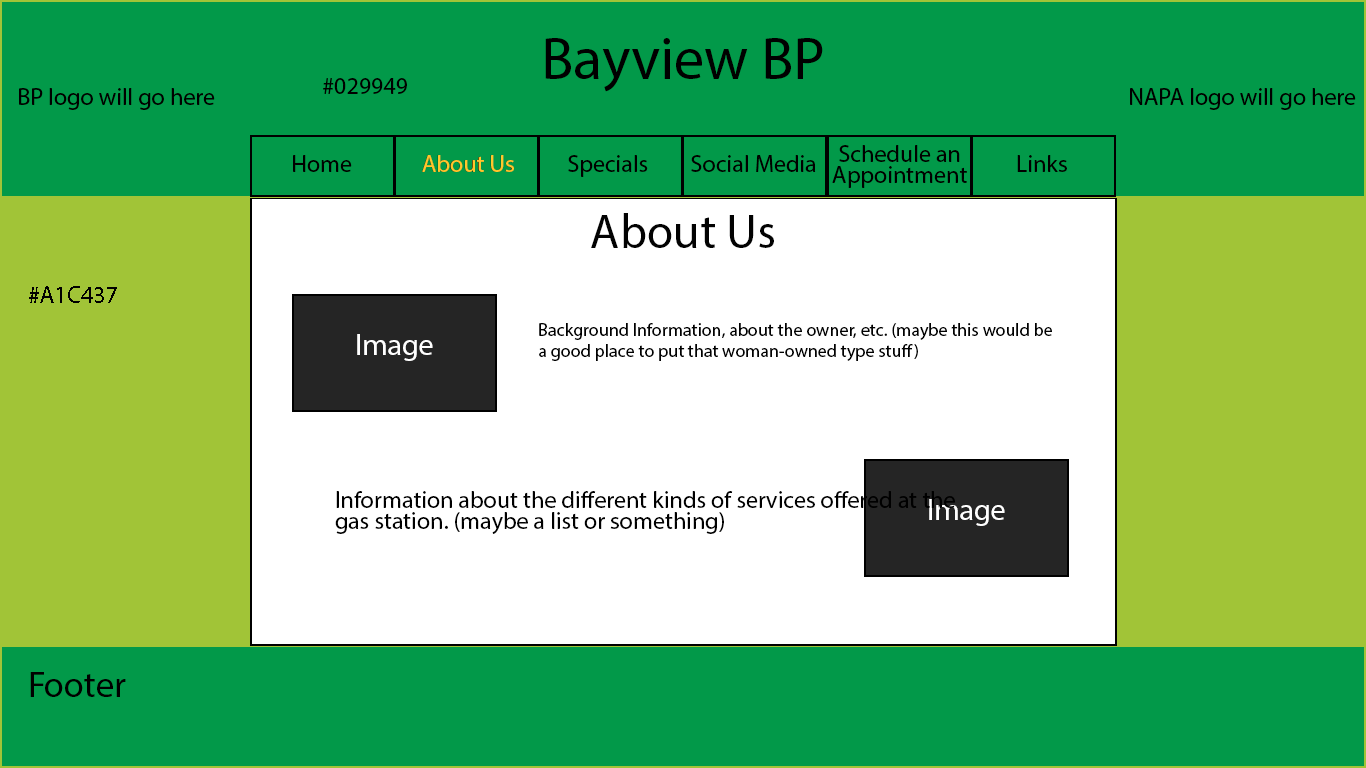 Bayview BP
#029949
BP logo will go here
NAPA logo will go here
Home
About Us
Specials
Social Media
Schedule an
Appointment
Links
About Us
#A1C437
Image
Background Information, about the owner, etc. (maybe this would be
a good place to put that woman-owned type stuff)
Information about the different kinds of services offered at the
gas station. (maybe a list or something)
Image
Footer